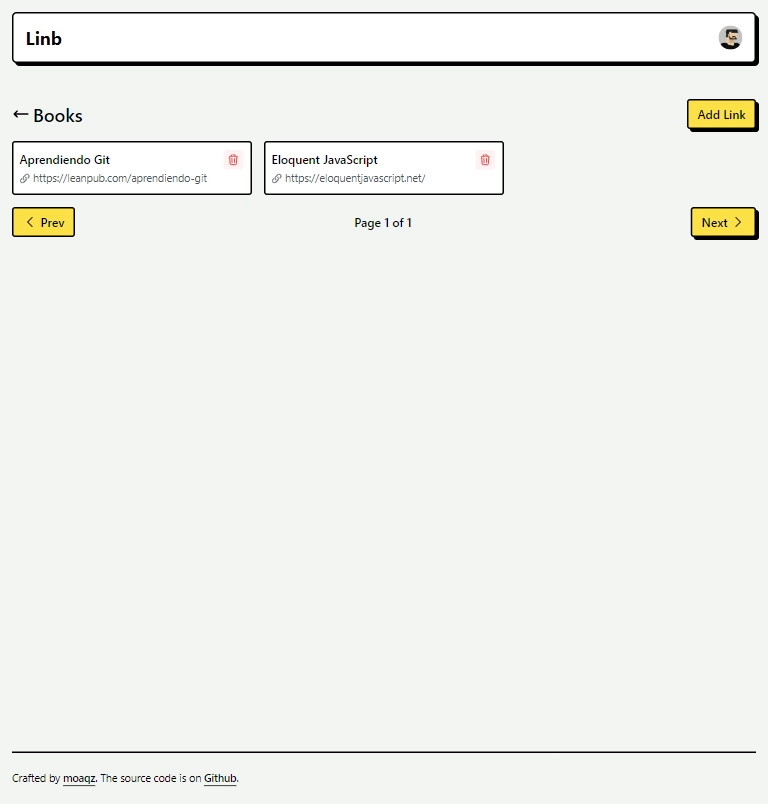 Linb
Books
Add Link
Aprendiendo Git
https://leanpub.com/aprendiendo-git
Eloquent JavaScript
https://eloquentjavascript.net/
Prev
Page 1 of 1
Next
Crafted by moaqz. The source code is on Github.